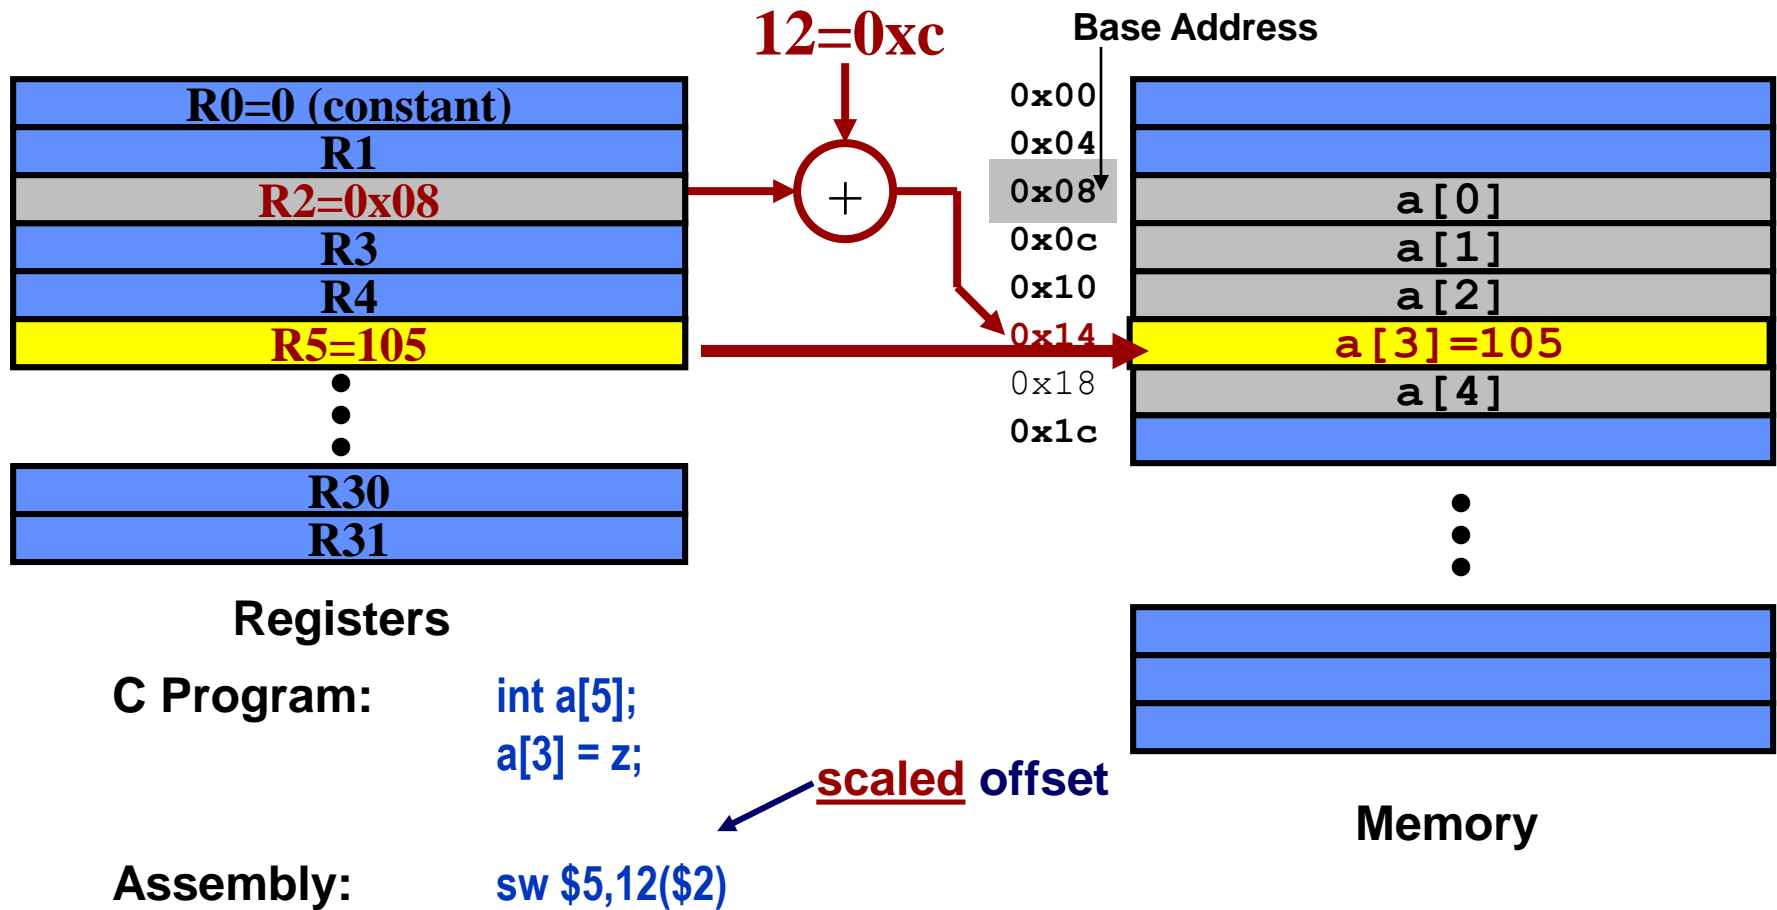 12=0xc
Base Address
R0=0 (constant)
R1
R2=0x08
R3
R4
R5=105
R30
R31
Registers
+
0x00
0x04
0x08
0x0c
0x10
0x14
0x18
0x1c
a[0]
a[1]
a[2]
a[3]=105
a[4]
Memory
C Program: int a[5];
a[3] = z;
scaled offset
Assembly: sw $5,12($2)